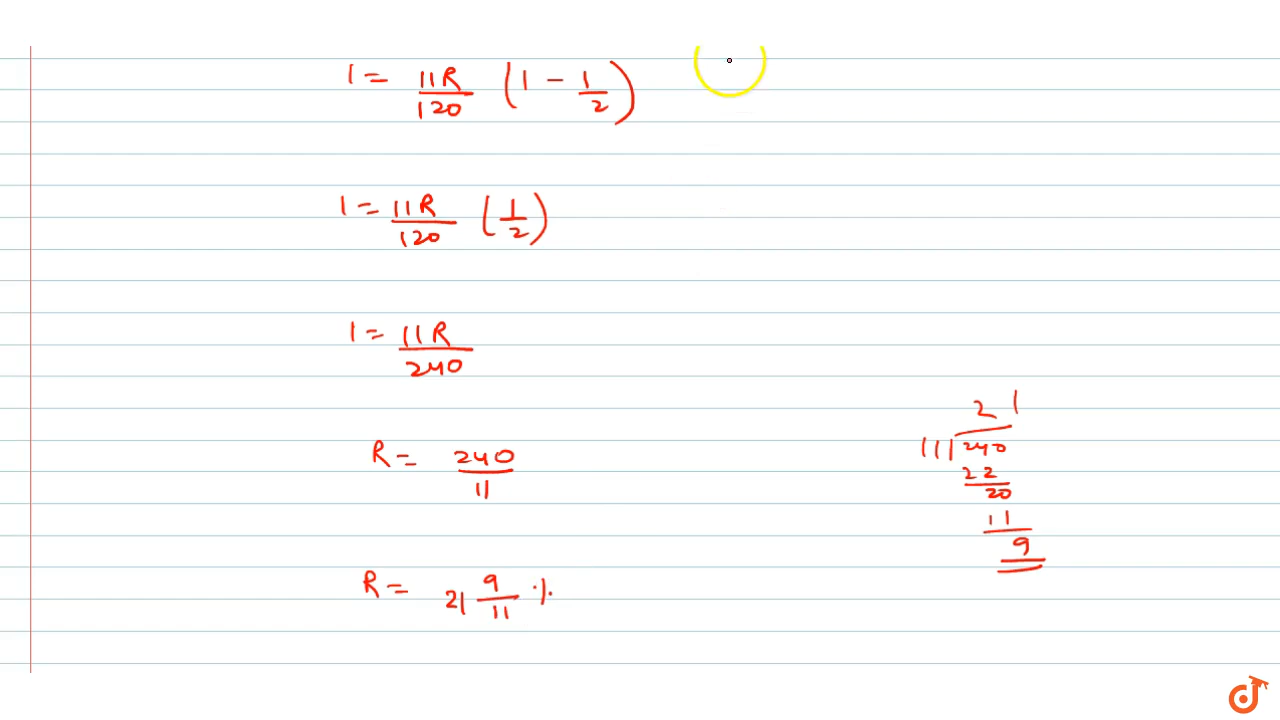 1 = 11R/120 (1 - 1/2)
1 = 11R/120 (1/2)
1 = 11R/240
R = 240/11
R = 21 9/11 %
21
11) 240
22
20
11
9